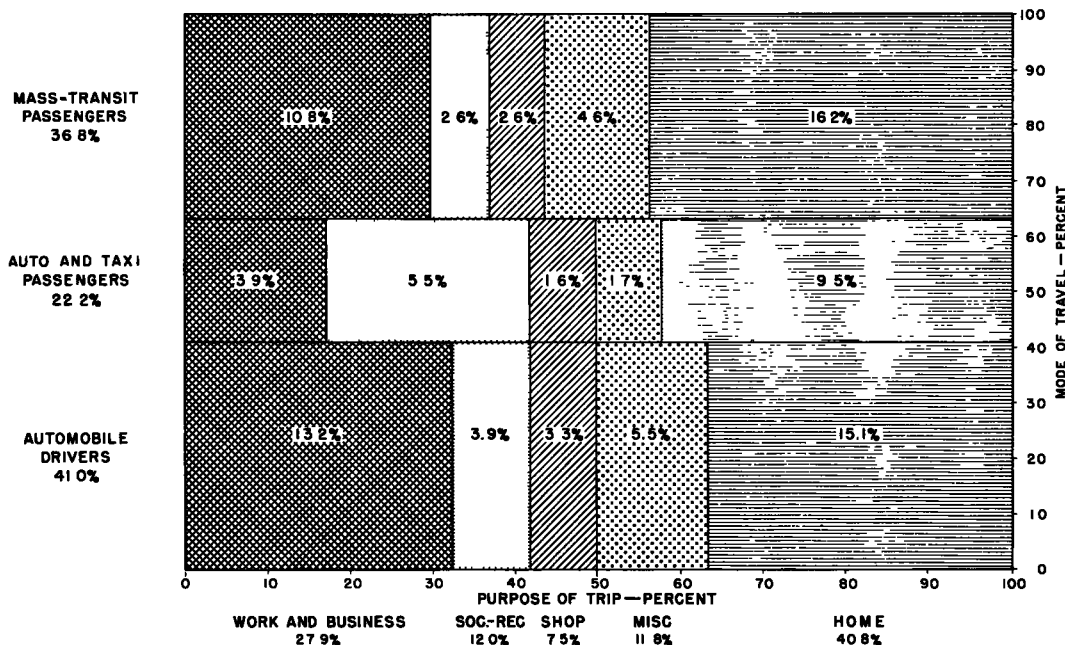 MASS-TRANSIT
PASSENGERS
36.8%
10.8%
2 6%
2 6%
4 6%
16 2%
AUTO AND TAXI
PASSENGERS
22.2%
3 9%
5 5%
1 6%
1 7%
9 5%
AUTOMOBILE
DRIVERS
41 0%
13.2%
3.9%
3.3%
5.5%
15.1%
100
90
80
70
60
50
40
30
20
10
0
MODE OF TRAVEL—PERCENT
0 10 20 30 40 50 60 70 80 90 100
PURPOSE OF TRIP—PERCENT
WORK AND BUSINESS
27 9%
SOC.-REC
12 0%
SHOP
7 5%
MISC
11 8%
HOME
40 8%